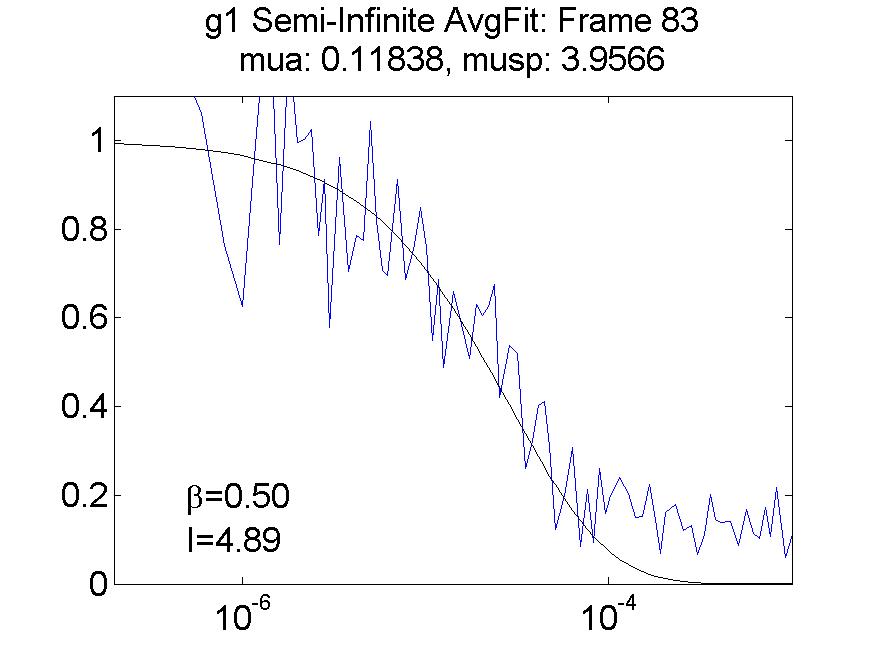 g1 Semi-Infinite AvgFit: Frame 83
mua: 0.11838, musp: 3.9566
1
0.8
0.6
0.4
0.2
0
β=0.50
I=4.89
10^-6
10^-4